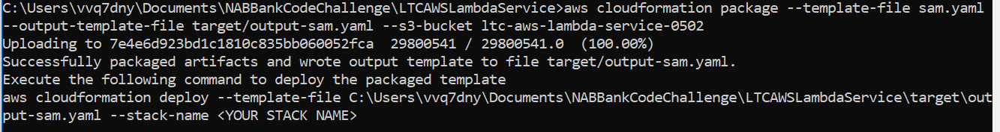 C:\Users\vvq7dny\Documents\NABBankCodeChallenge\LTCAWSLambdaService>aws cloudformation package --template-file sam.yaml
--output-template-file target/output-sam.yaml --s3-bucket ltc-aws-lambda-service-0502
Uploading to 7e4e6d923bd1c1810c835bb060052fca  29800541 / 29800541.0  (100.00%)
Successfully packaged artifacts and wrote output template to file target/output-sam.yaml.
Execute the following command to deploy the packaged template
aws cloudformation deploy --template-file C:\Users\vvq7dny\Documents\NABBankCodeChallenge\LTCAWSLambdaService\target\out
put-sam.yaml --stack-name <YOUR STACK NAME>